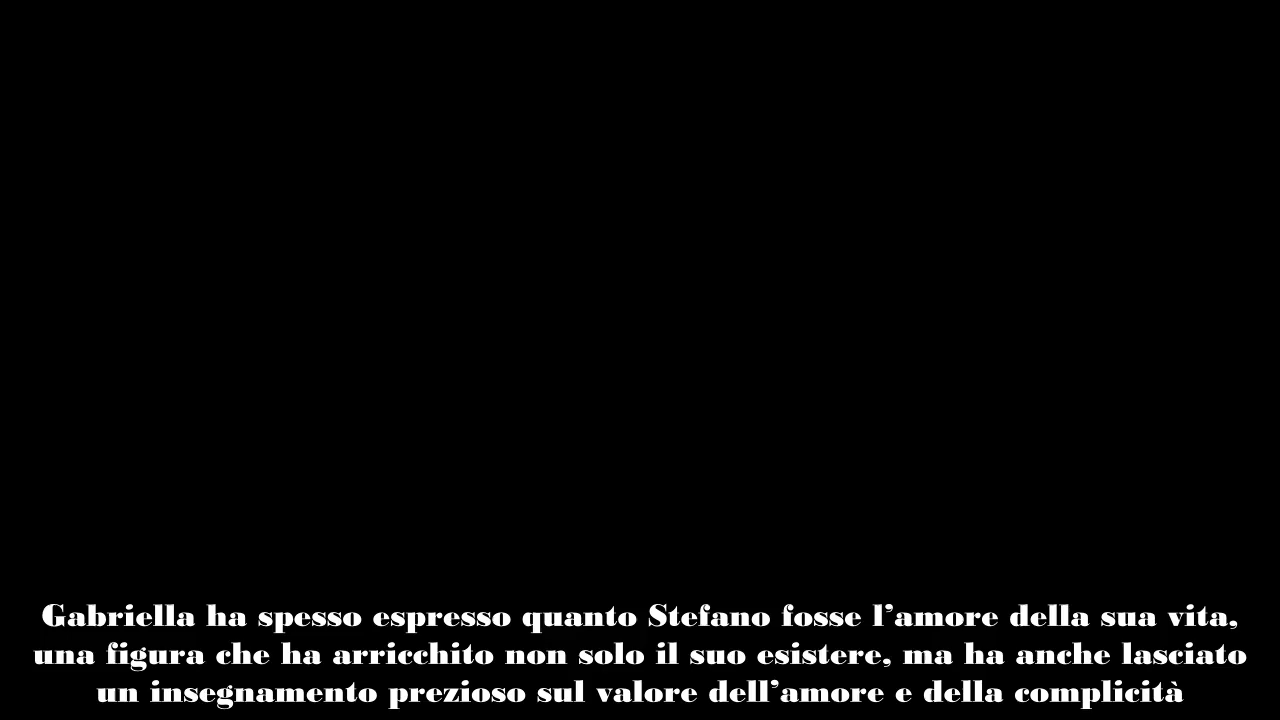 Gabriella ha spesso espresso quanto Stefano fosse l’amore della sua vita,
una figura che ha arricchito non solo il suo esistere, ma ha anche lasciato
un insegnamento prezioso sul valore dell’amore e della complicità